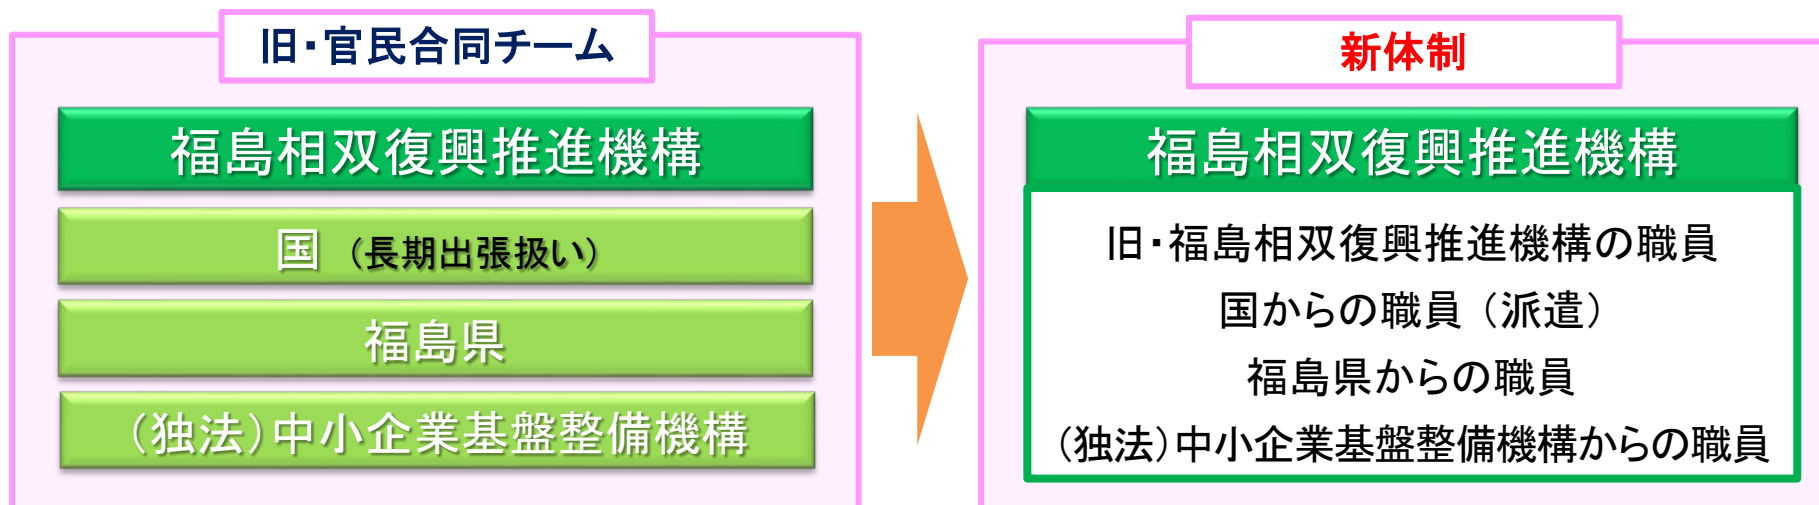 旧・官民合同チーム
福島相双復興推進機構
国 （長期出張扱い）
福島県
（独法）中小企業基盤整備機構
新体制
福島相双復興推進機構
旧・福島相双復興推進機構の職員
国からの職員（派遣）
福島県からの職員
（独法）中小企業基盤整備機構からの職員